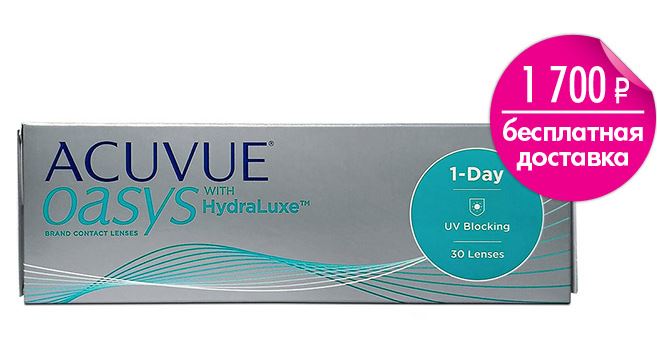 1 700 ₽
бесплатная
доставка
ACUVUE®
oasys WITH HydraLuxe™
BRAND CONTACT LENSES
1-Day
UV Blocking
30 Lenses